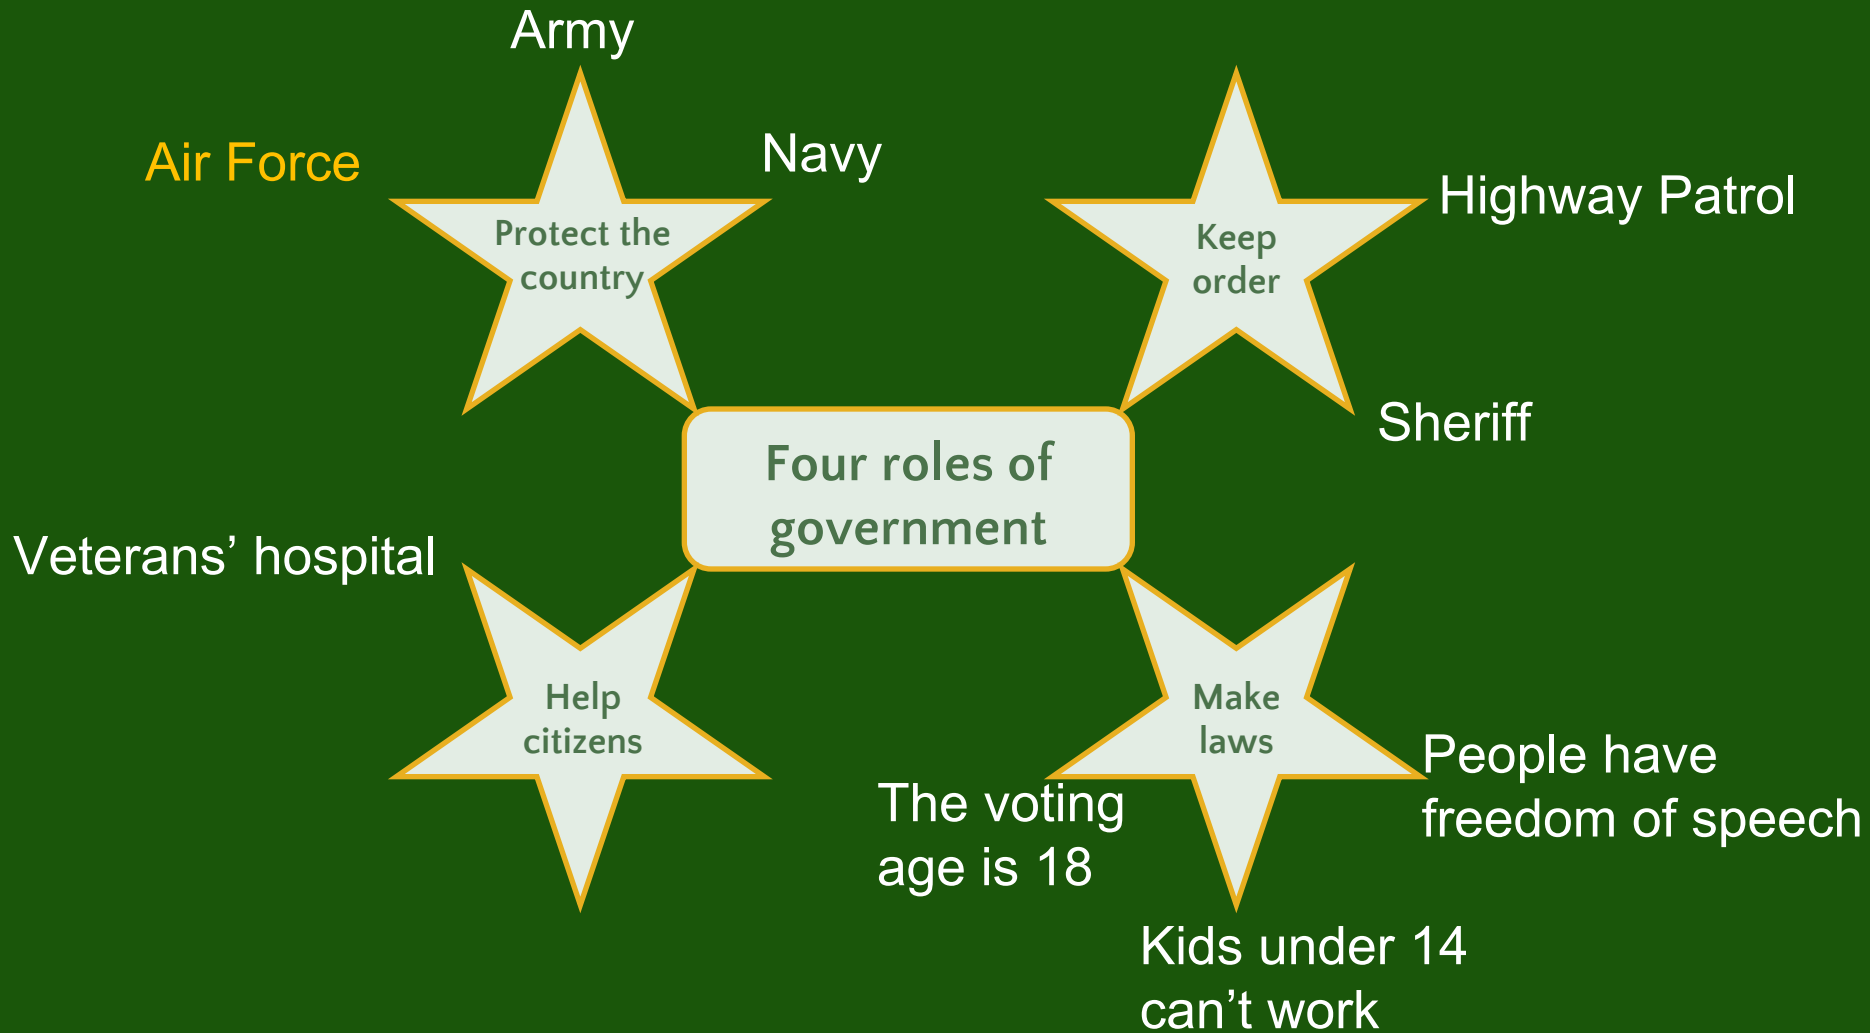 Army
Air Force
Navy
Protect the
country
Keep
order
Highway Patrol
Sheriff
Four roles of
government
Veterans’ hospital
Help
citizens
Make
laws
The voting
age is 18
People have
freedom of speech
Kids under 14
can’t work